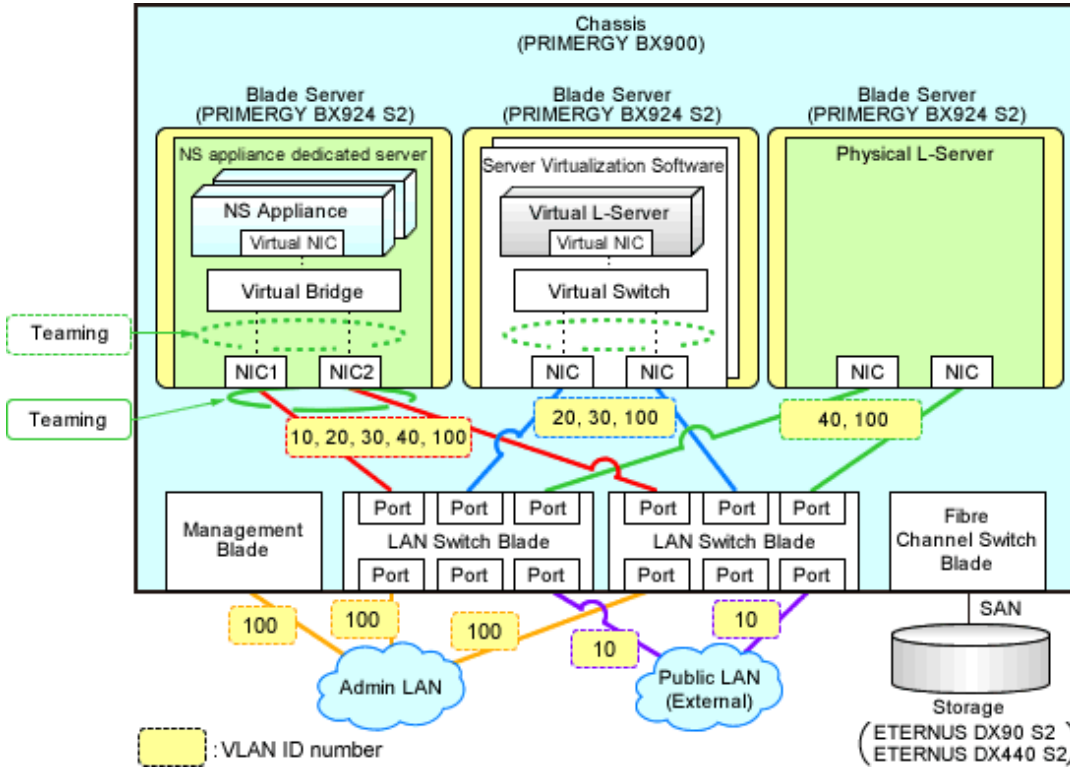 Chassis
(PRIMERGY BX900)
Blade Server
(PRIMERGY BX924 S2)
Blade Server
(PRIMERGY BX924 S2)
Blade Server
(PRIMERGY BX924 S2)
NS appliance dedicated server
NS Appliance
Virtual NIC
Virtual Bridge
NIC1
NIC2
Server Virtualization Software
Virtual L-Server
Virtual NIC
Virtual Switch
NIC
NIC
Physical L-Server
NIC
NIC
Teaming
Teaming
10, 20, 30, 40, 100
20, 30, 100
40, 100
Management
Blade
Port
Port
Port
LAN Switch Blade
Port
Port
Port
Port
Port
Port
LAN Switch Blade
Port
Port
Port
Fibre
Channel Switch
Blade
100
100
100
10
10
SAN
Admin LAN
Public LAN
(External)
Storage
(ETERNUS DX90 S2
ETERNUS DX440 S2)
: VLAN ID number